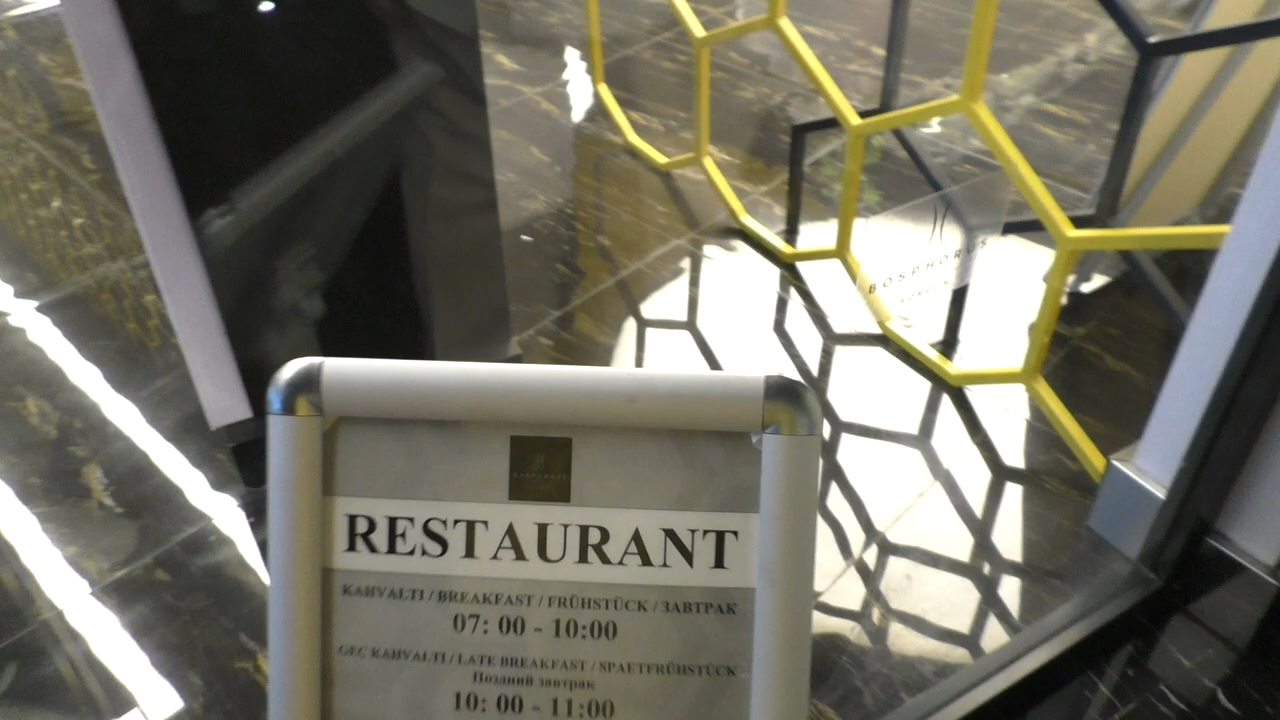 BOSPHORUS
RESTAURANT
KAHVALTI / BREAKFAST / FRÜHSTÜCK / ЗАВТРАК
07: 00 - 10:00
GEÇ KAHVALTI / LATE BREAKFAST / SPAETFRÜHSTÜCK
Поздний завтрак
10: 00 - 11:00